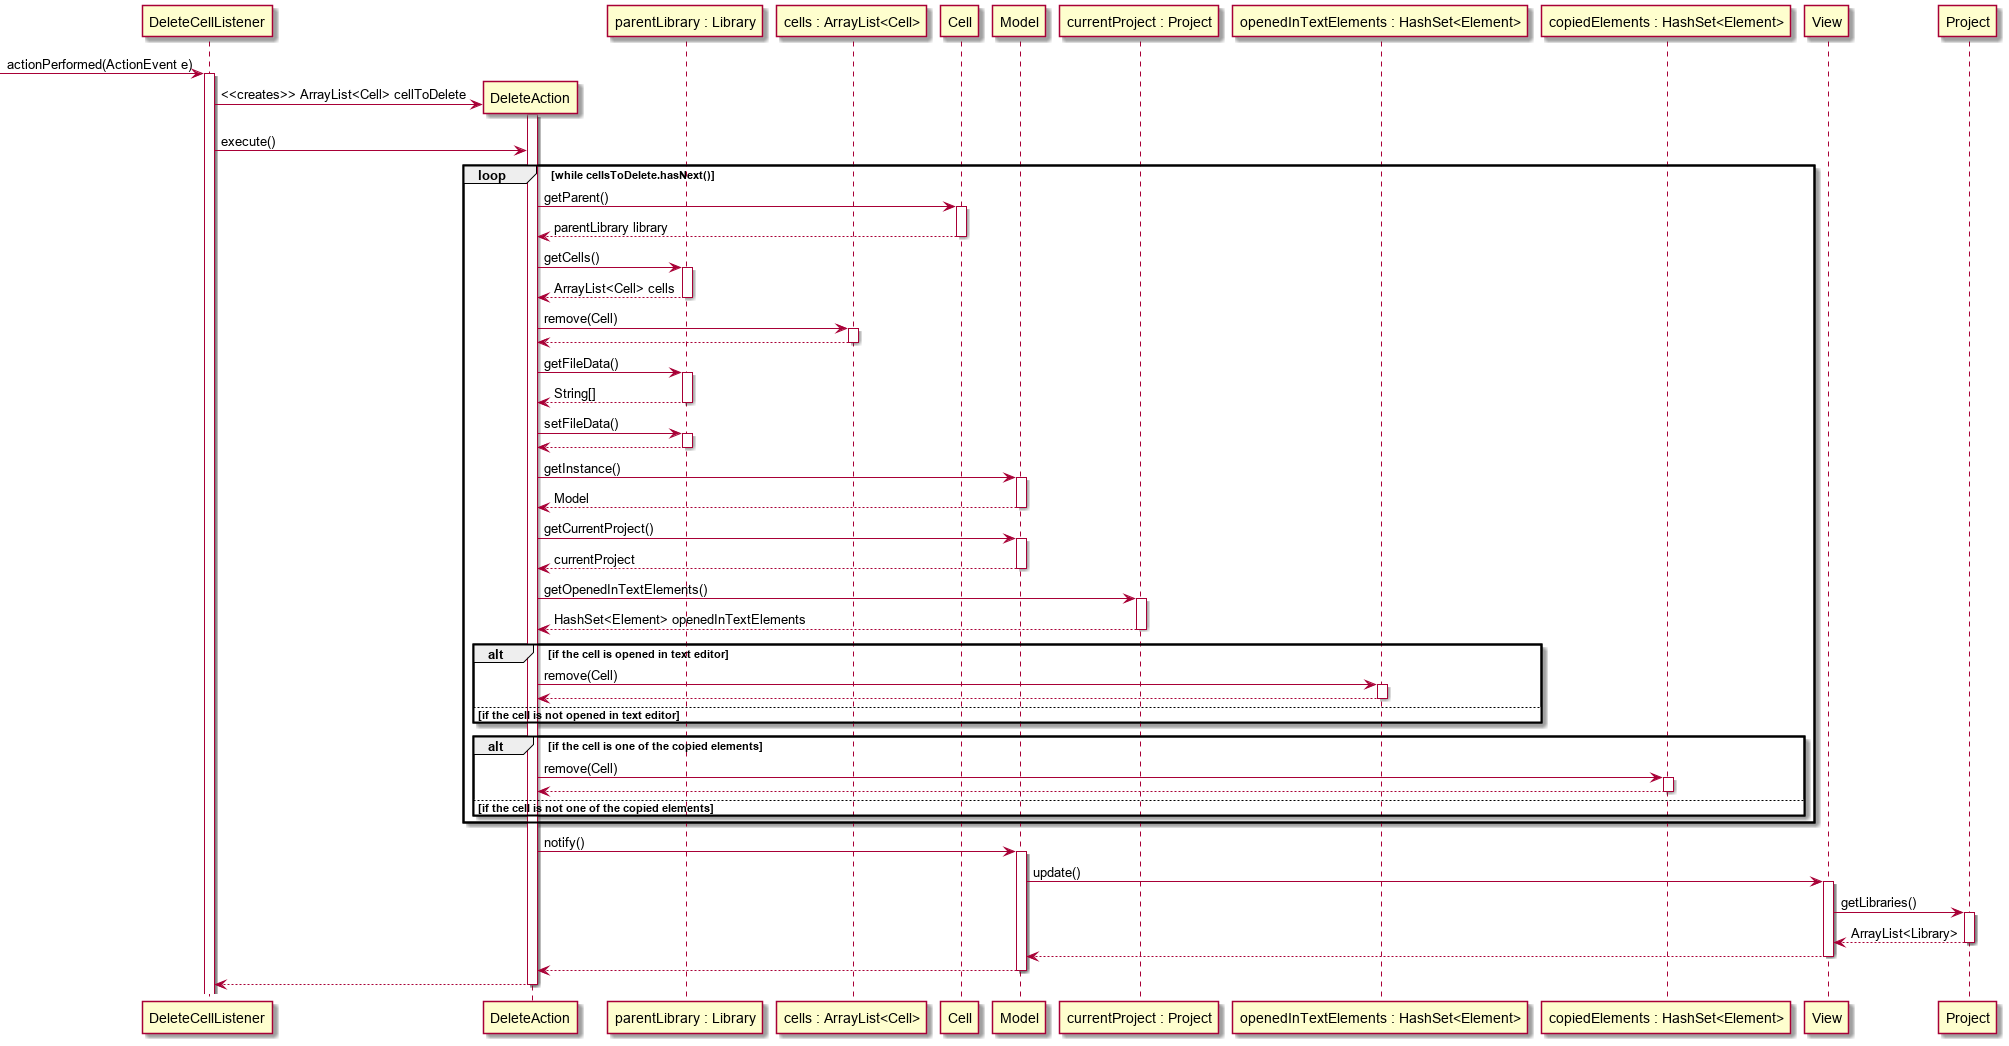 DeleteCellListener
parentLibrary : Library
cells : ArrayList<Cell>
Cell
Model
currentProject : Project
openedInTextElements : HashSet<Element>
copiedElements : HashSet<Element>
View
Project
actionPerformed(ActionEvent e)
<<creates>> ArrayList<Cell> cellToDelete
DeleteAction
execute()
loop
[while cellsToDelete.hasNext()]
getParent()
parentLibrary library
getCells()
ArrayList<Cell> cells
remove(Cell)
getFileData()
String[]
setFileData()
getInstance()
Model
getCurrentProject()
currentProject
getOpenedInTextElements()
HashSet<Element> openedInTextElements
alt
[if the cell is opened in text editor]
remove(Cell)
[if the cell is not opened in text editor]
alt
[if the cell is one of the copied elements]
remove(Cell)
[if the cell is not one of the copied elements]
notify()
update()
getLibraries()
ArrayList<Library>
DeleteCellListener
DeleteAction
parentLibrary : Library
cells : ArrayList<Cell>
Cell
Model
currentProject : Project
openedInTextElements : HashSet<Element>
copiedElements : HashSet<Element>
View
Project